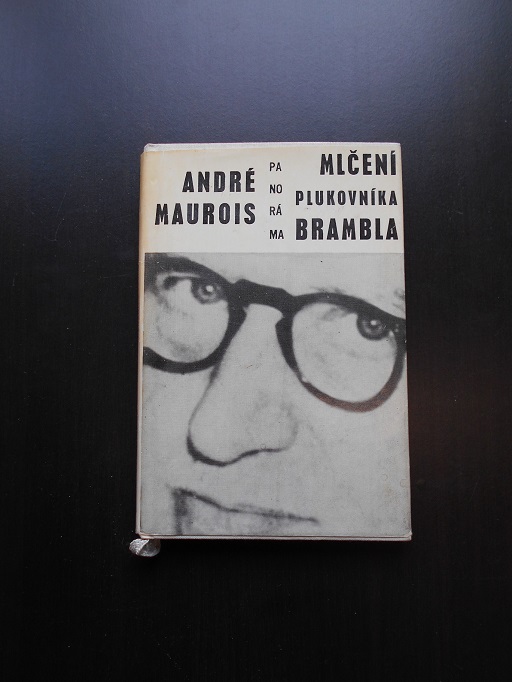 ANDRÉ
MAUROIS
PA
NO
RÁ
MA
MLČENÍ
PLUKOVNÍKA
BRAMBLA